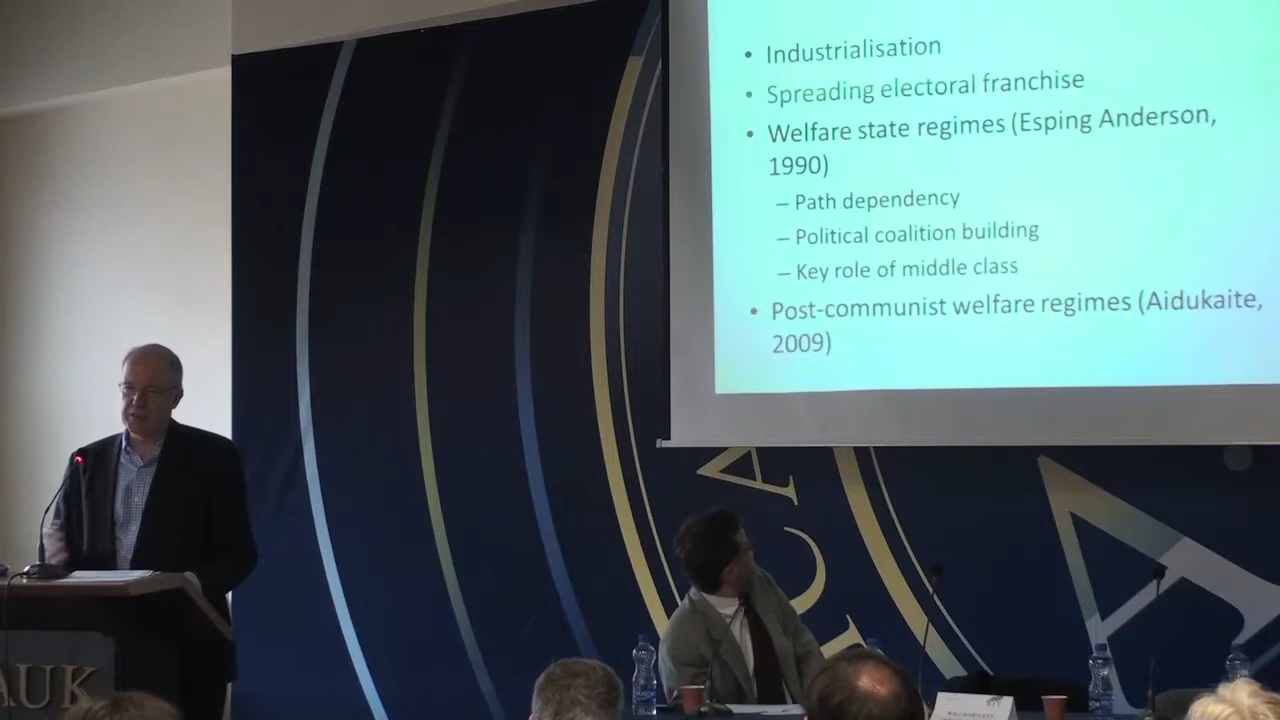 • Industrialisation
• Spreading electoral franchise
• Welfare state regimes (Esping Anderson,
1990)
– Path dependency
– Political coalition building
– Key role of middle class
• Post-communist welfare regimes (Aidukaite,
2009)
AUK